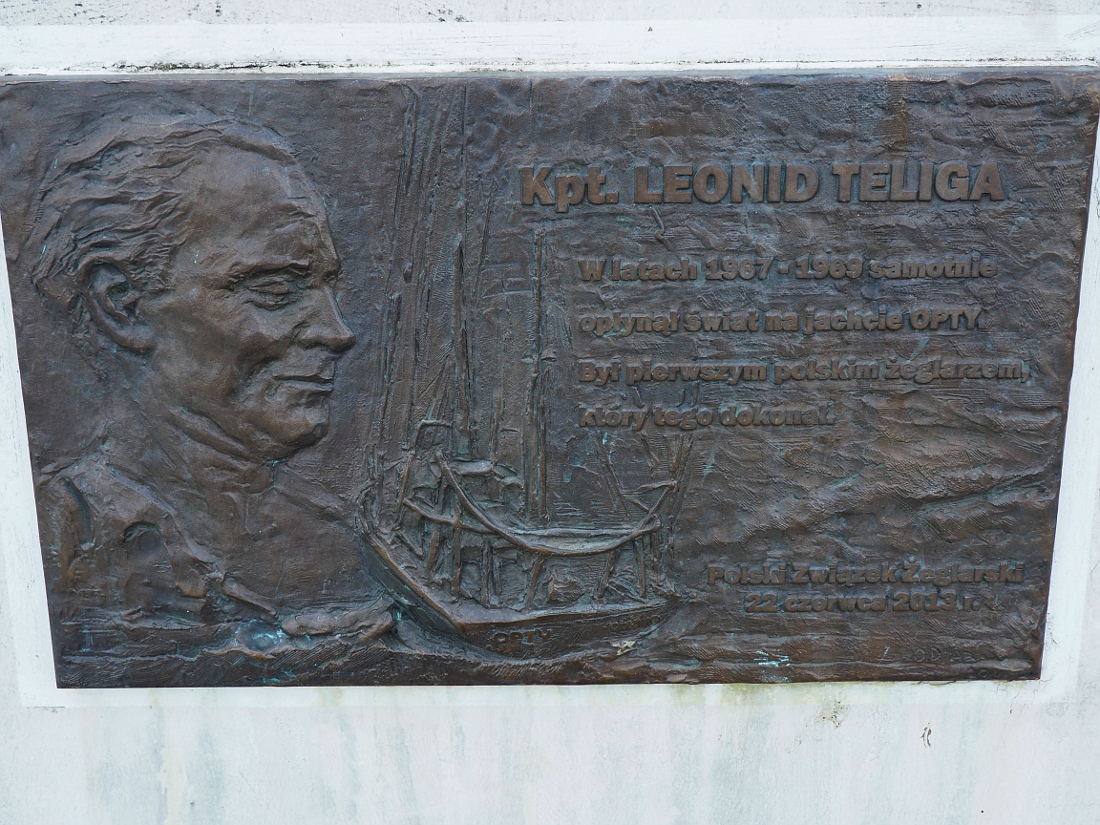 Kpt. LEONID TELIGA
W latach 1967 - 1969 samotnie
opłynął Świat na jachcie OPTY.
Był pierwszym polskim żeglarzem,
który tego dokonał.
OPTY
Polski Związek Żeglarski
22 czerwca 2013 r.